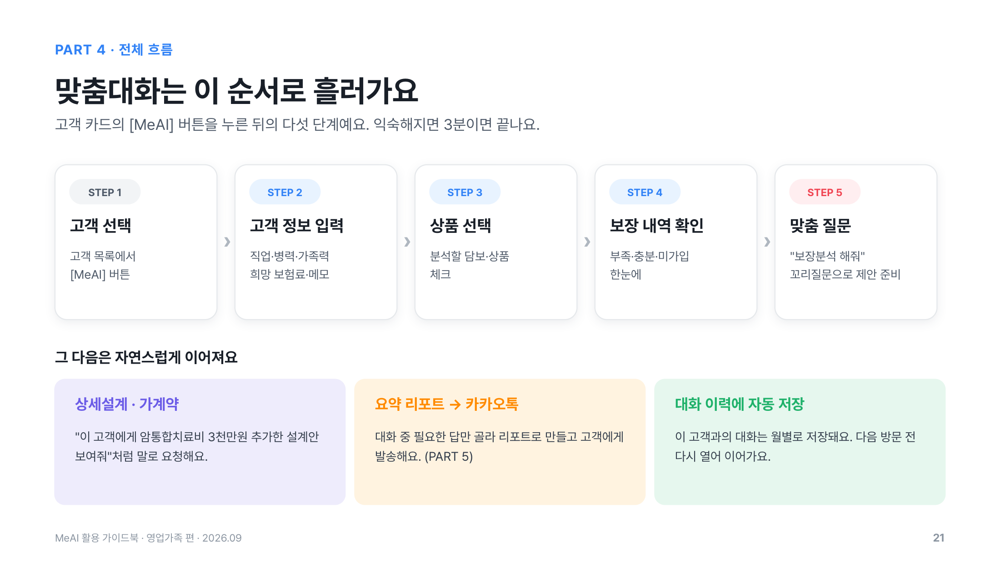 PART 4 · 전체 흐름
맞춤대화는 이 순서로 흘러가요
고객 카드의 [MeAI] 버튼을 누른 뒤의 다섯 단계예요. 익숙해지면 3분이면 끝나요.
STEP 1
고객 선택
고객 목록에서
[MeAI] 버튼
›
STEP 2
고객 정보 입력
직업·병력·가족력
희망 보험료·메모
›
STEP 3
상품 선택
분석할 담보·상품
체크
›
STEP 4
보장 내역 확인
부족·충분·미가입
한눈에
›
STEP 5
맞춤 질문
"보장분석 해줘"
꼬리질문으로 제안 준비
그 다음은 자연스럽게 이어져요
상세설계 · 가계약
"이 고객에게 암통합치료비 3천만원 추가한 설계안
보여줘"처럼 말로 요청해요.
요약 리포트 → 카카오톡
대화 중 필요한 답만 골라 리포트로 만들고 고객에게
발송해요. (PART 5)
대화 이력에 자동 저장
이 고객과의 대화는 월별로 저장돼요. 다음 방문 전
다시 열어 이어가요.
MeAI 활용 가이드북 · 영업가족 편 · 2026.09
21